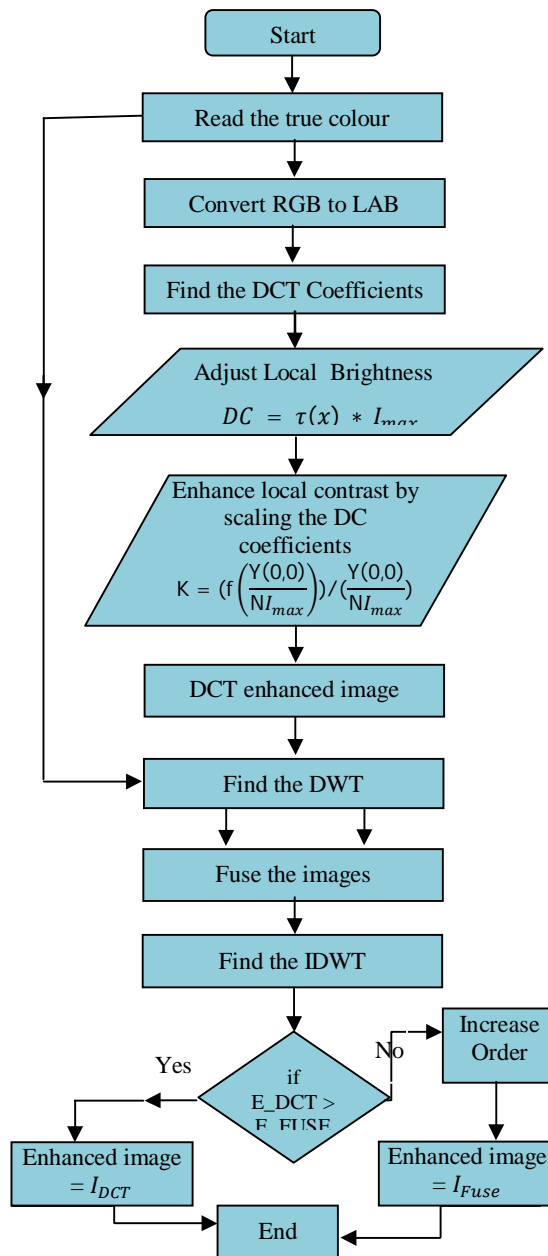 Start
Read the true colour
Convert RGB to LAB
Find the DCT Coefficients
Adjust Local Brightness
DC = τ(x) * I_max
Enhance local contrast by
scaling the DC
coefficients
K = (f(Y(0,0)/NI_max))/(Y(0,0)/NI_max)
DCT enhanced image
Find the DWT
Fuse the images
Find the IDWT
if
E_DCT >
E_FUSE
Yes
No
Increase
Order
Enhanced image
= I_DCT
Enhanced image
= I_Fuse
End